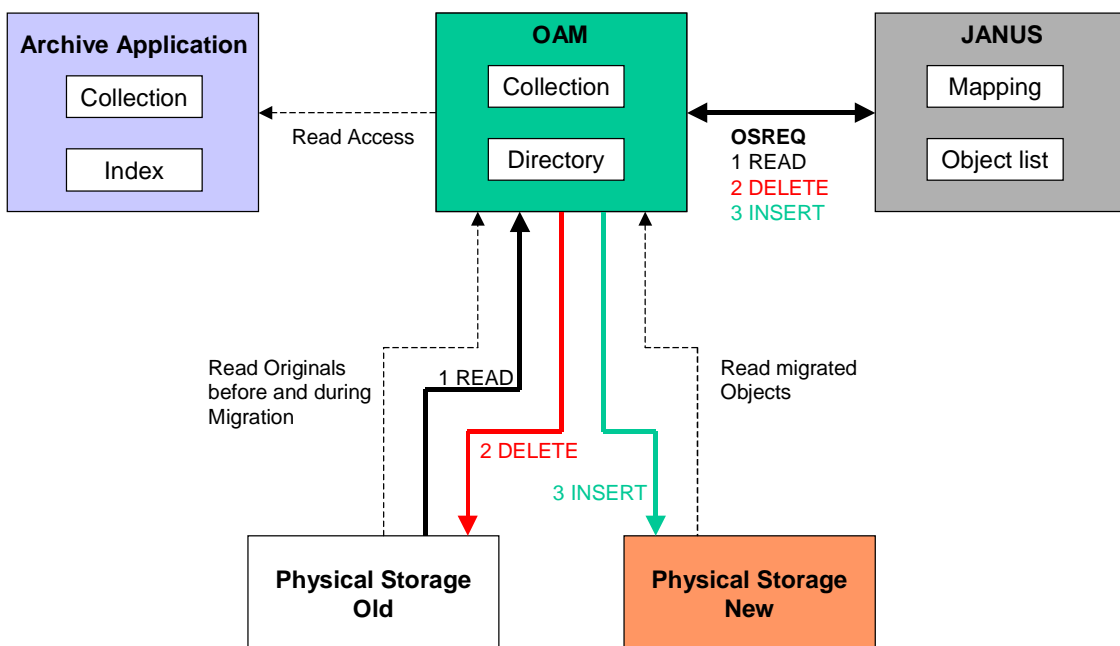 Archive Application
Collection
Index
OAM
Collection
Directory
JANUS
Mapping
Object list
Read Access
OSREQ
1 READ
2 DELETE
3 INSERT
Read Originals
before and during
Migration
1 READ
2 DELETE
3 INSERT
Read migrated
Objects
Physical Storage
Old
Physical Storage
New